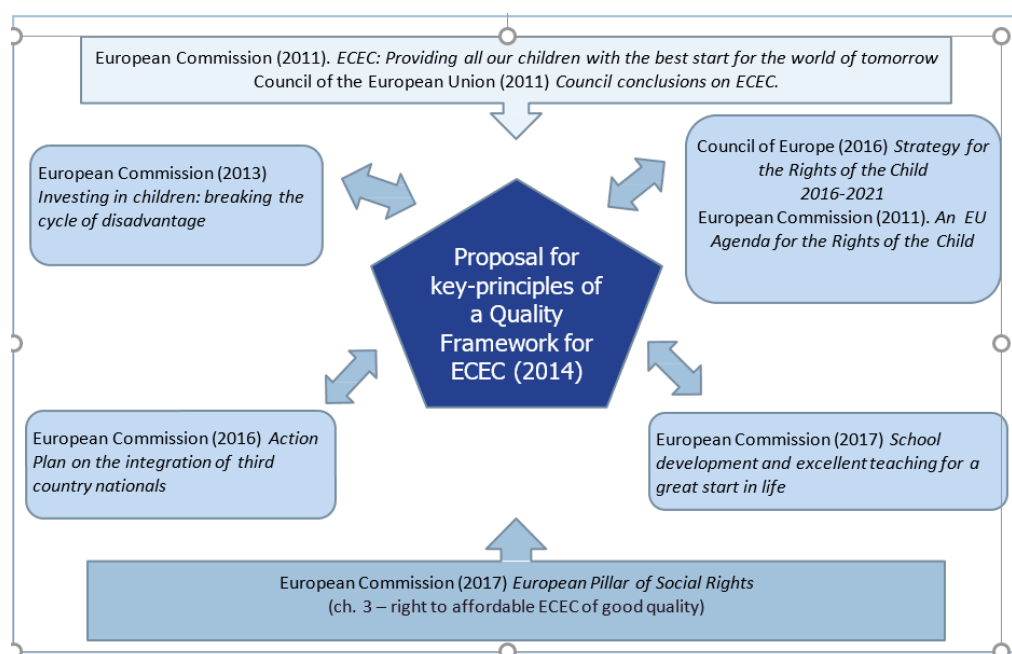 European Commission (2011). ECEC: Providing all our children with the best start for the world of tomorrow
Council of the European Union (2011) Council conclusions on ECEC.
European Commission (2013)
Investing in children: breaking the
cycle of disadvantage
Council of Europe (2016) Strategy for
the Rights of the Child
2016-2021
European Commission (2011). An EU
Agenda for the Rights of the Child
Proposal for
key-principles of
a Quality
Framework for
ECEC (2014)
European Commission (2016) Action
Plan on the integration of third
country nationals
European Commission (2017) School
development and excellent teaching for a
great start in life
European Commission (2017) European Pillar of Social Rights
(ch. 3 – right to affordable ECEC of good quality)